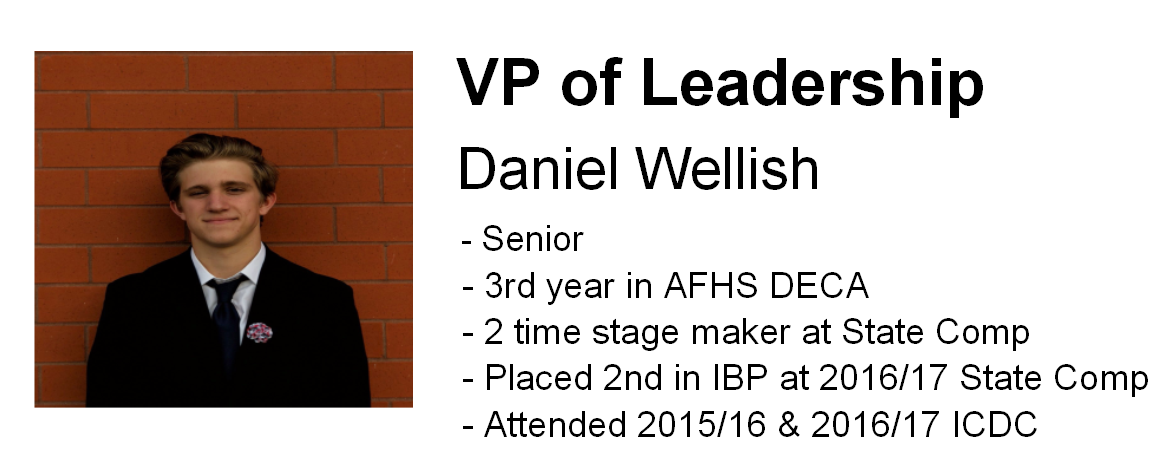 VP of Leadership
Daniel Wellish
- Senior
- 3rd year in AFHS DECA
- 2 time stage maker at State Comp
- Placed 2nd in IBP at 2016/17 State Comp
- Attended 2015/16 & 2016/17 ICDC